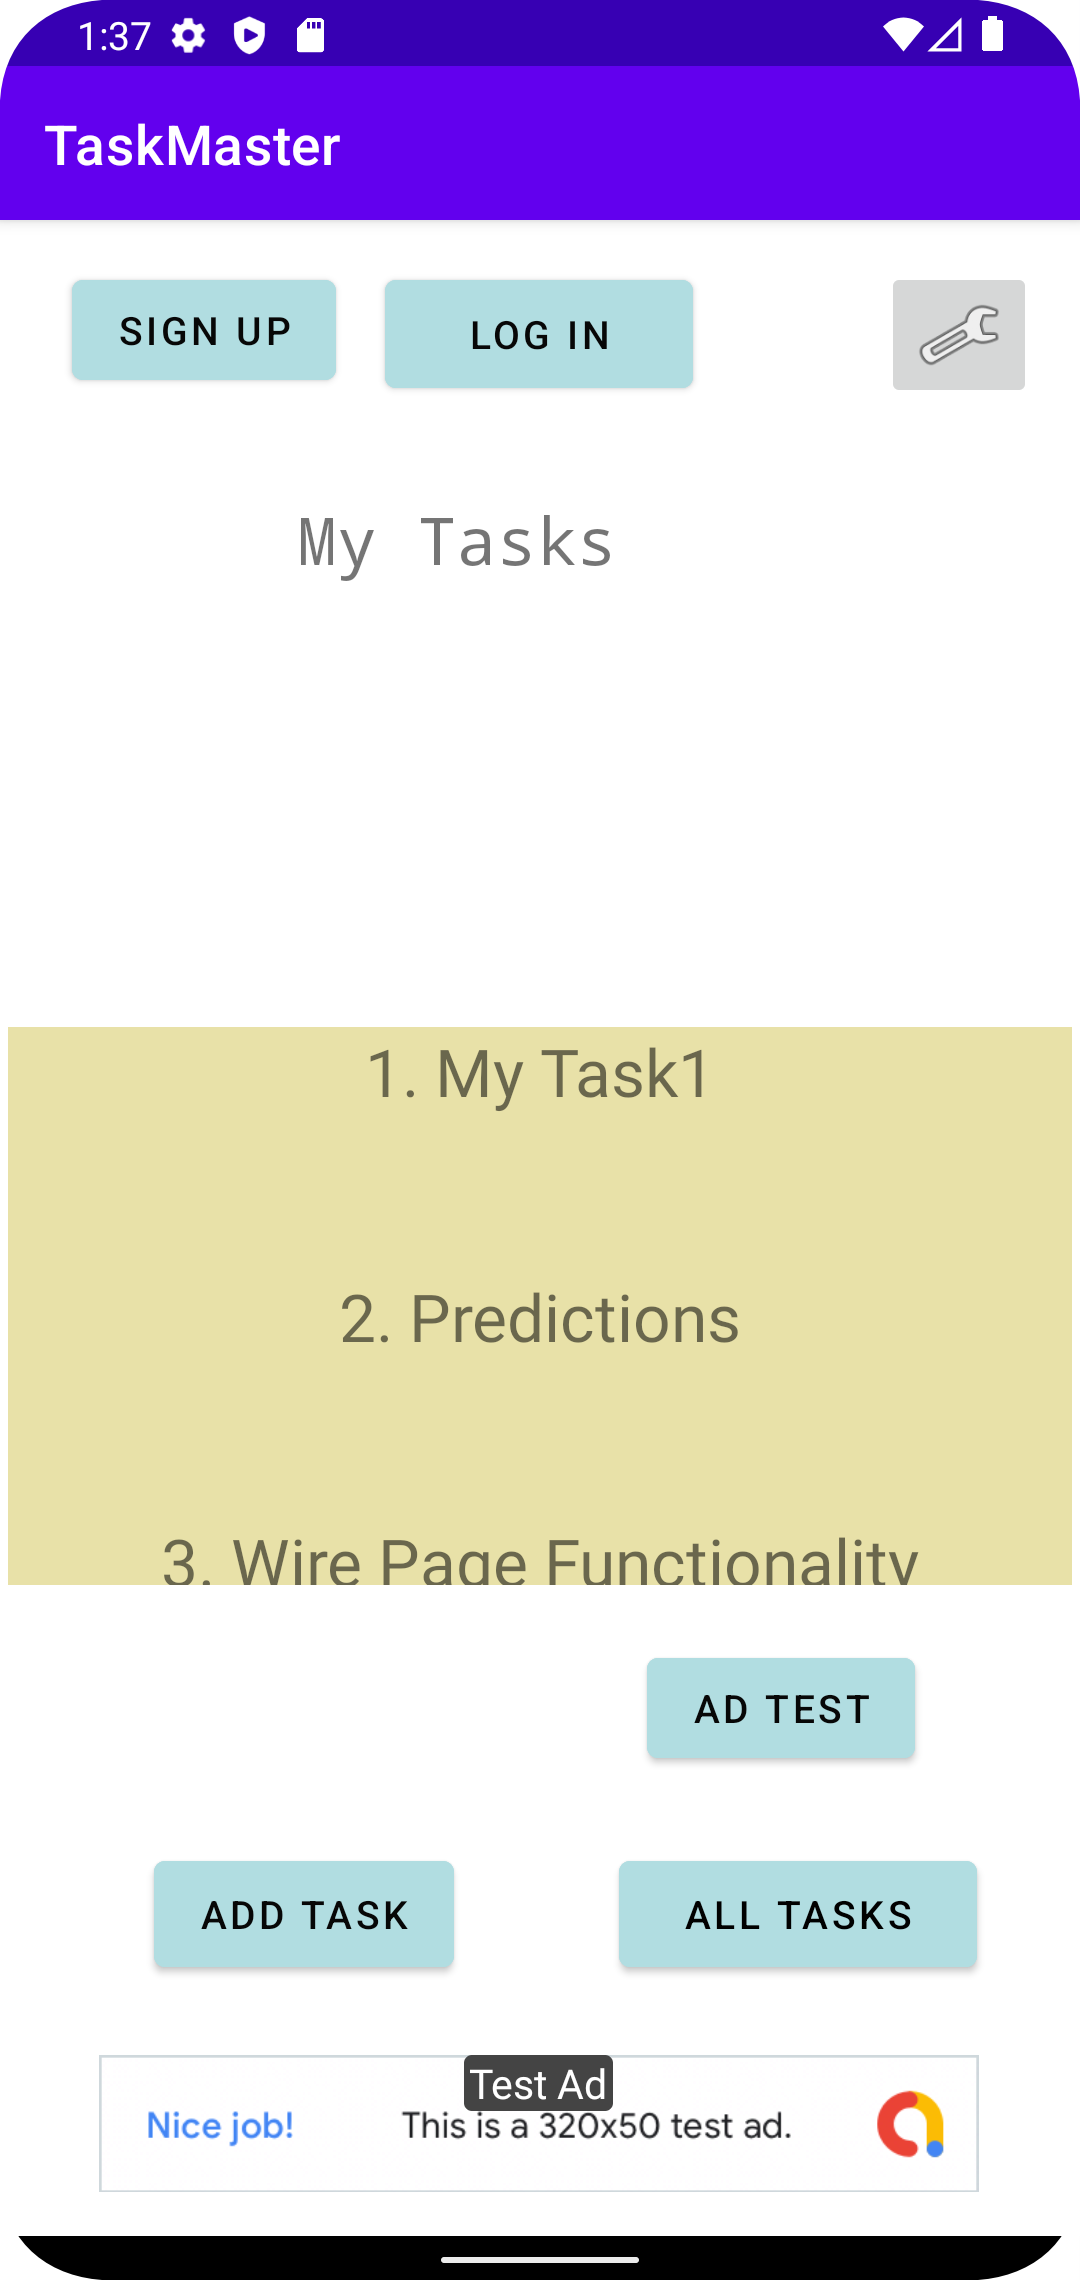 1:37
TaskMaster
SIGN UP LOG IN
My Tasks
1. My Task1
2. Predictions
3. Wire Page Functionality
AD TEST
ADD TASK ALL TASKS
Test Ad
Nice job! This is a 320x50 test ad.